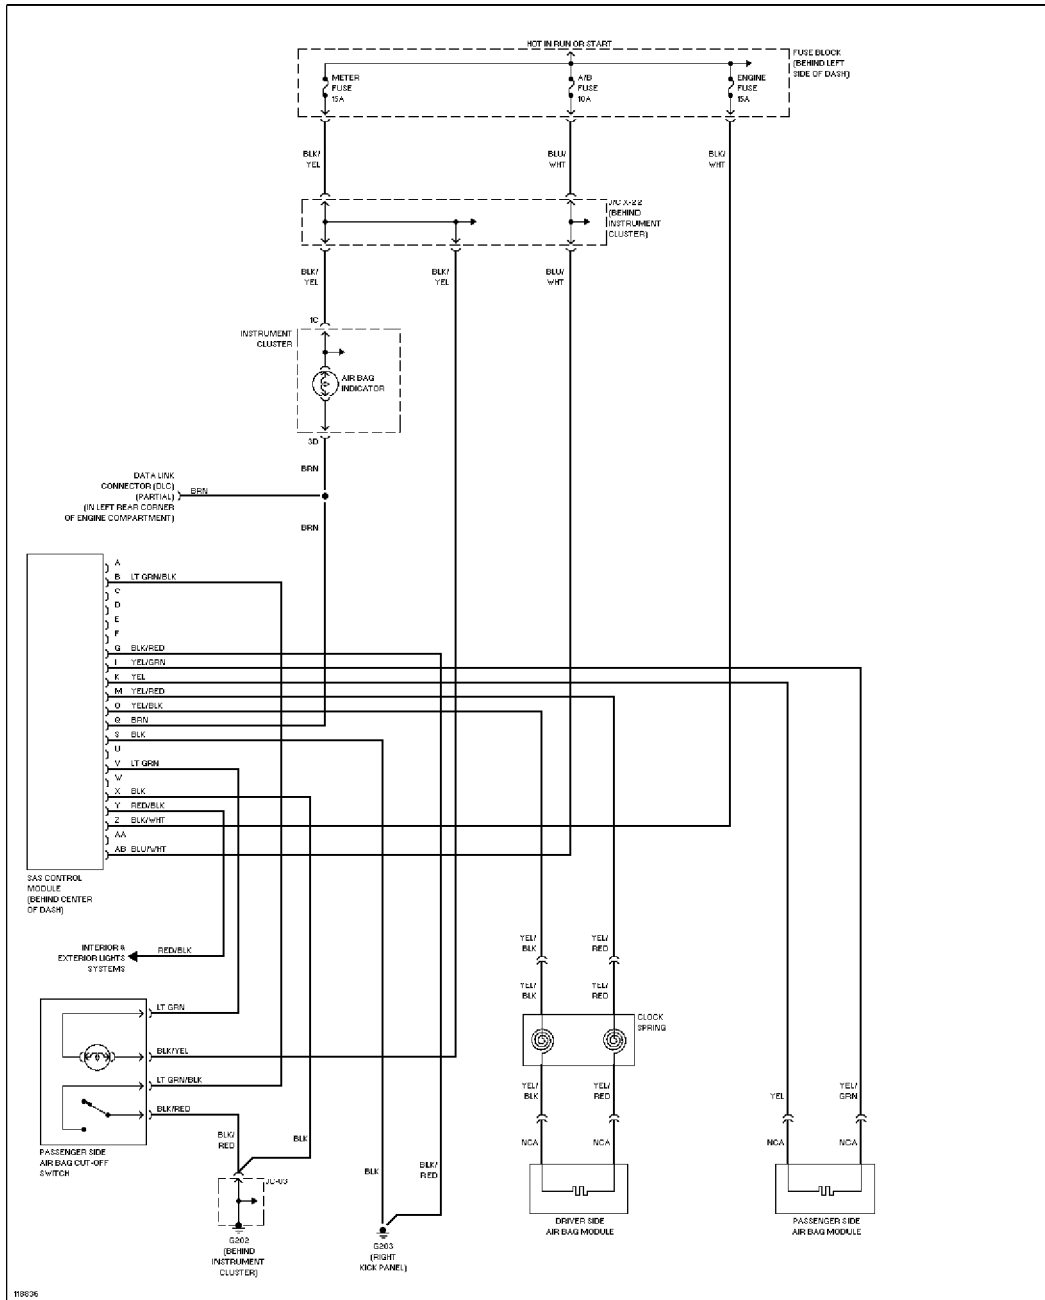 HOT IN RUN OR START
FUSE BLOCK
(BEHIND LEFT
SIDE OF DASH)
METER
FUSE
15A
A/B
FUSE
10A
ENGINE
FUSE
15A
BLK/
YEL
BLU/
WHT
BLK/
WHT
J/C X-22
(BEHIND
INSTRUMENT
CLUSTER)
BLK/
YEL
BLK/
YEL
BLU/
WHT
1C
INSTRUMENT
CLUSTER
AIR BAG
INDICATOR
3D
BRN
DATA LINK
CONNECTOR (DLC)
(PARTIAL)
(IN LEFT REAR CORNER
OF ENGINE COMPARTMENT)
BRN
BRN
A
B LT GRN/BLK
C
D
E
F
G BLK/RED
I YEL/GRN
K YEL
M YEL/RED
O YEL/BLK
Q BRN
S BLK
U
V LT GRN
W
X BLK
Y RED/BLK
Z BLK/WHT
AA
AB BLU/WHT
SAS CONTROL
MODULE
(BEHIND CENTER
OF DASH)
INTERIOR &
EXTERIOR LIGHTS
SYSTEMS
RED/BLK
YEL/
BLK
YEL/
RED
YEL/
BLK
YEL/
RED
CLOCK
SPRING
LT GRN
BLK/YEL
LT GRN/BLK
BLK/RED
YEL/
BLK
YEL/
RED
YEL
YEL/
GRN
NCA
NCA
NCA
NCA
PASSENGER SIDE
AIR BAG CUT-OFF
SWITCH
BLK/
RED
BLK
BLK
BLK/
RED
JC-03
G202
(BEHIND
INSTRUMENT
CLUSTER)
G203
(RIGHT
KICK PANEL)
DRIVER SIDE
AIR BAG MODULE
PASSENGER SIDE
AIR BAG MODULE
118836